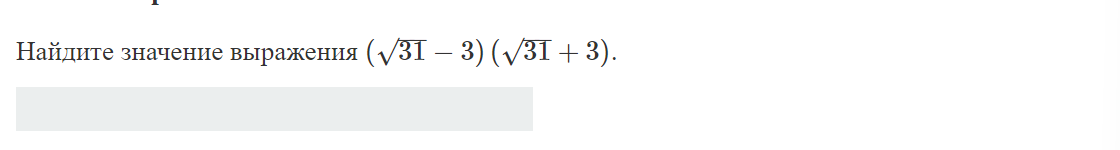 Найдите значение выражения (√31 − 3) (√31 + 3).